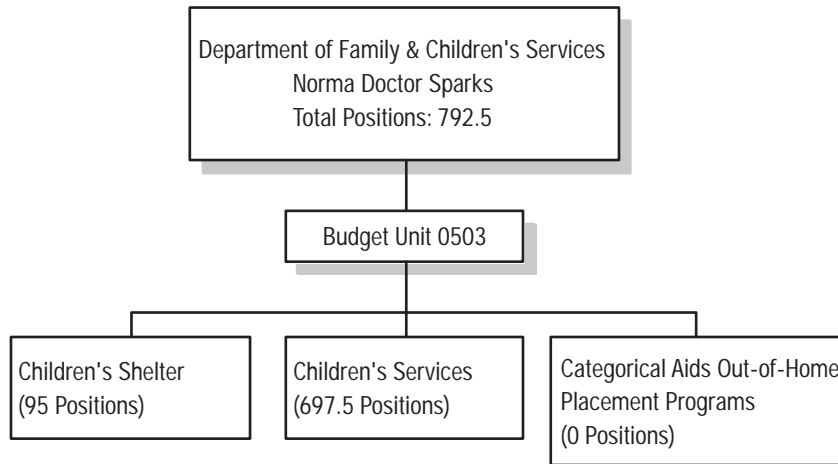 Department of Family & Children's Services
Norma Doctor Sparks
Total Positions: 792.5
Budget Unit 0503
Children's Shelter
(95 Positions)
Children's Services
(697.5 Positions)
Categorical Aids Out-of-Home
Placement Programs
(0 Positions)